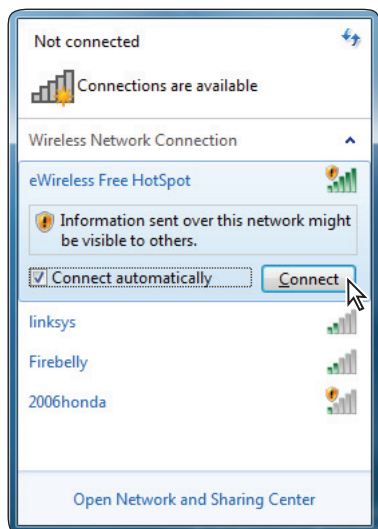 Not connected
Connections are available
Wireless Network Connection
eWireless Free HotSpot
Information sent over this network might
be visible to others.
Connect automatically
Connect
linksys
Firebelly
2006honda
Open Network and Sharing Center